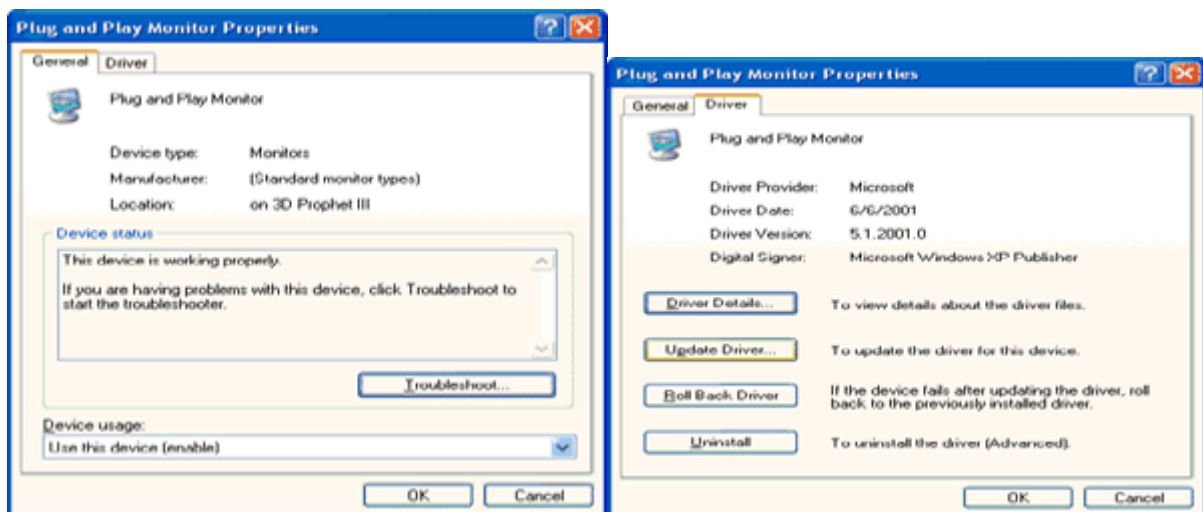 Plug and Play Monitor Properties
General Driver
Plug and Play Monitor
Device type: Monitors
Manufacturer: (Standard monitor types)
Location: on 3D Prophet III
Device status
This device is working properly.
If you are having problems with this device, click Troubleshoot to
start the troubleshooter.
Troubleshoot...
Device usage:
Use this device (enable)
OK Cancel
Plug and Play Monitor Properties
General Driver
Plug and Play Monitor
Driver Provider: Microsoft
Driver Date: 6/6/2001
Driver Version: 5.1.2001.0
Digital Signer: Microsoft Windows XP Publisher
Driver Details... To view details about the driver files.
Update Driver... To update the driver for this device.
Roll Back Driver If the device fails after updating the driver, roll
back to the previously installed driver.
Uninstall To uninstall the driver (Advanced).
OK Cancel